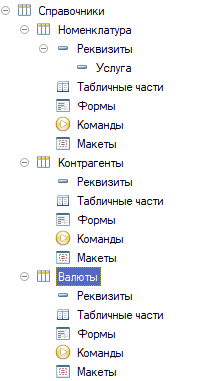 Справочники
Номенклатура
Реквизиты
Услуга
Табличные части
Формы
Команды
Макеты
Контрагенты
Реквизиты
Табличные части
Формы
Команды
Макеты
Валюты
Реквизиты
Табличные части
Формы
Команды
Макеты